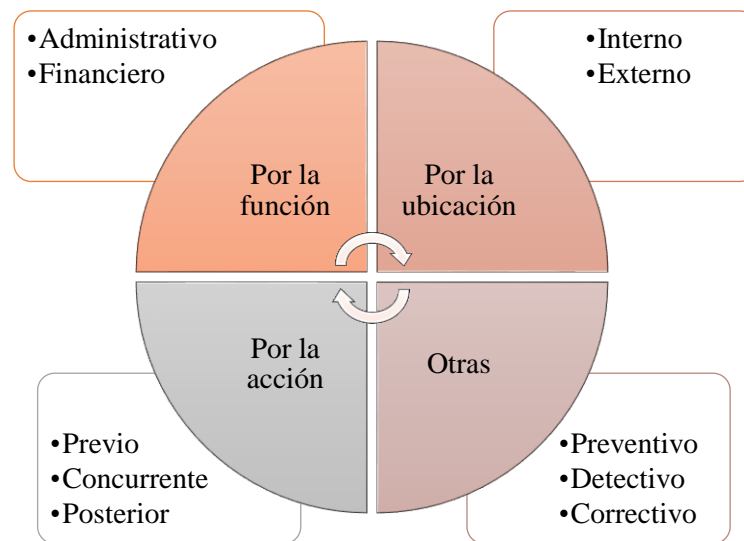 •Administrativo
•Financiero
•Interno
•Externo
Por la
función
Por la
ubicación
Por la
acción
Otras
•Previo
•Concurrente
•Posterior
•Preventivo
•Detectivo
•Correctivo